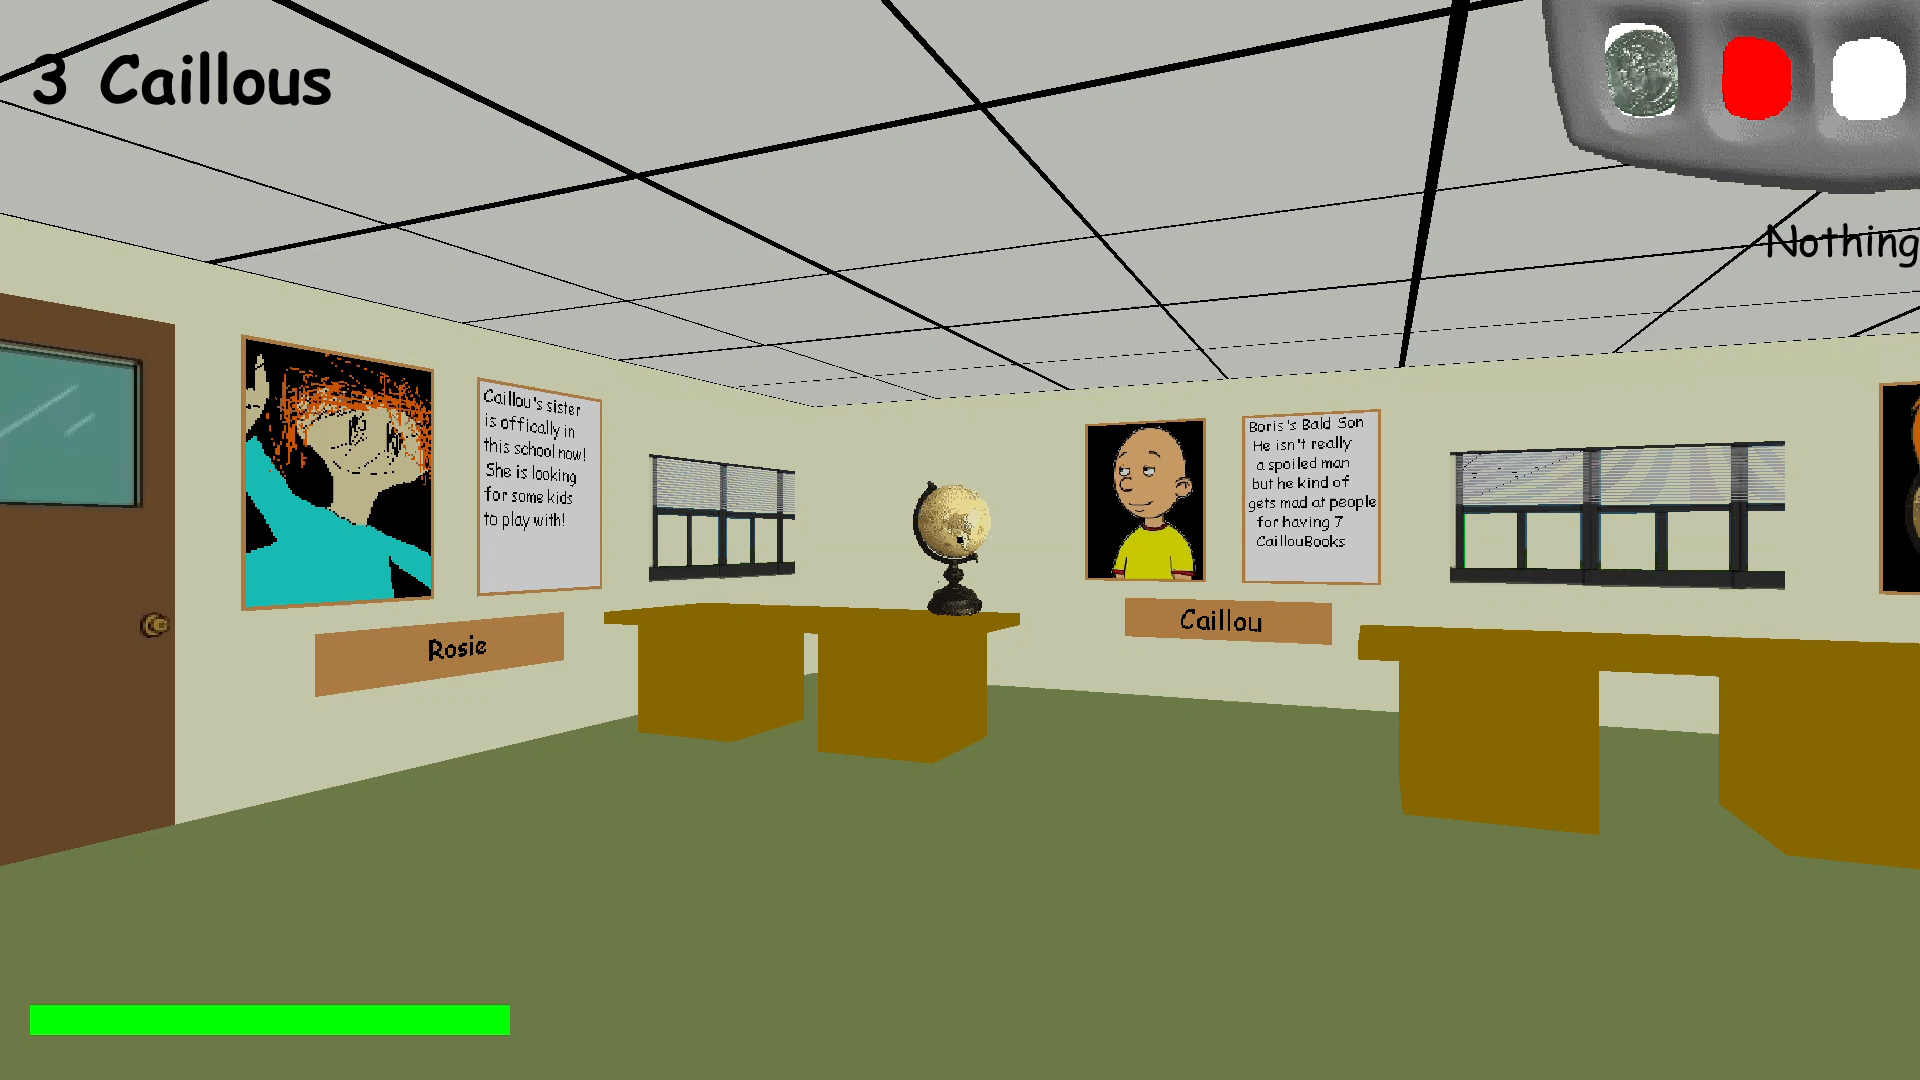 3 Caillous
Nothing
Caillou's sister
is offically in
this school now!
She is looking
for some kids
to play with!
Rosie
Boris's Bald Son
He isn't really
a spoiled man
but he kind of
gets mad at people
for having 7
CaillouBooks
Caillou